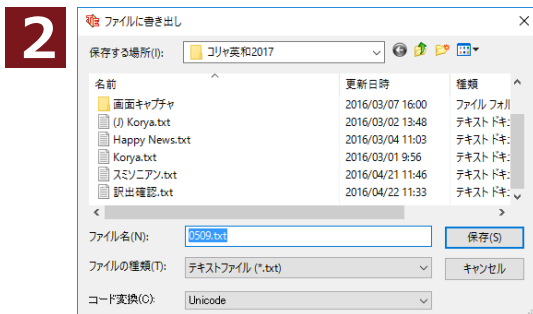 2
ファイルに書き出し
保存する場所(I):
コリャ英和2017
名前
更新日時
種類
画面キャプチャ
2016/03/07 16:00
ファイル フォル
(J) Korya.txt
2016/03/02 13:48
テキスト ドキ
Happy News.txt
2016/03/04 11:03
テキスト ドキ
Korya.txt
2016/03/01 9:56
テキスト ドキ
スミソニアン.txt
2016/04/21 11:46
テキスト ドキ
訳出確認.txt
2016/04/22 11:33
テキスト ドキ
ファイル名(N):
0509.txt
保存(S)
ファイルの種類(T):
テキストファイル (*.txt)
キャンセル
コード変換(C):
Unicode